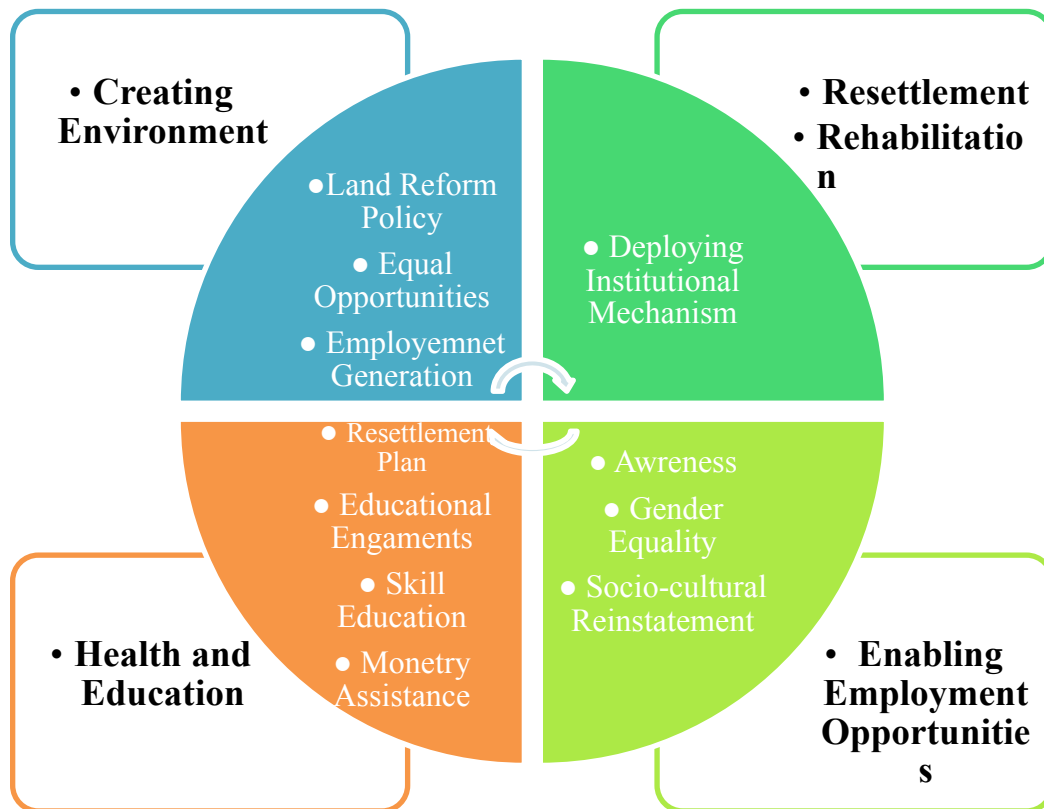 • Creating
Environment
• Resettlement
• Rehabilitatio
n
●Land Reform
Policy
● Equal
Opportunities
● Employemnet
Generation
● Deploying
Institutional
Mechanism
● Resettlement
Plan
● Educational
Engaments
● Skill
Education
● Monetry
Assistance
● Awreness
● Gender
Equality
● Socio-cultural
Reinstatement
• Health and
Education
• Enabling
Employment
Opportunitie
s